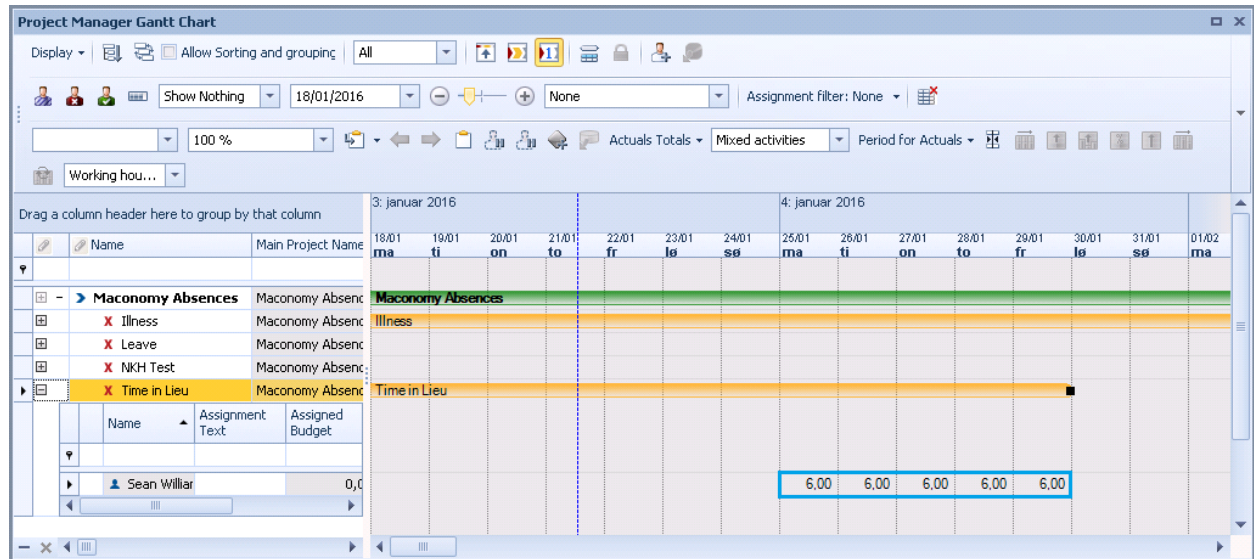 Project Manager Gantt Chart
Display Allow Sorting and grouping All
Show Nothing 18/01/2016 None Assignment filter: None
100 % Actuals Totals Mixed activities Period for Actuals
Working hou...
Drag a column header here to group by that column
3: januar 2016 4: januar 2016
Name Main Project Name
18/01 19/01 20/01 21/01 22/01 23/01 24/01 25/01 26/01 27/01 28/01 29/01 30/01 31/01 01/02
ma ti on to fr lø sø ma ti on to fr lø sø ma
Maconomy Absences Maconomy Absenc Maconomy Absences
Illness Maconomy Absenc Illness
Leave Maconomy Absenc
NKH Test Maconomy Absenc
Time in Lieu Maconomy Absenc Time in Lieu
Name Assignment Text Assigned Budget
Sean Williar 0,0 6,00 6,00 6,00 6,00 6,00